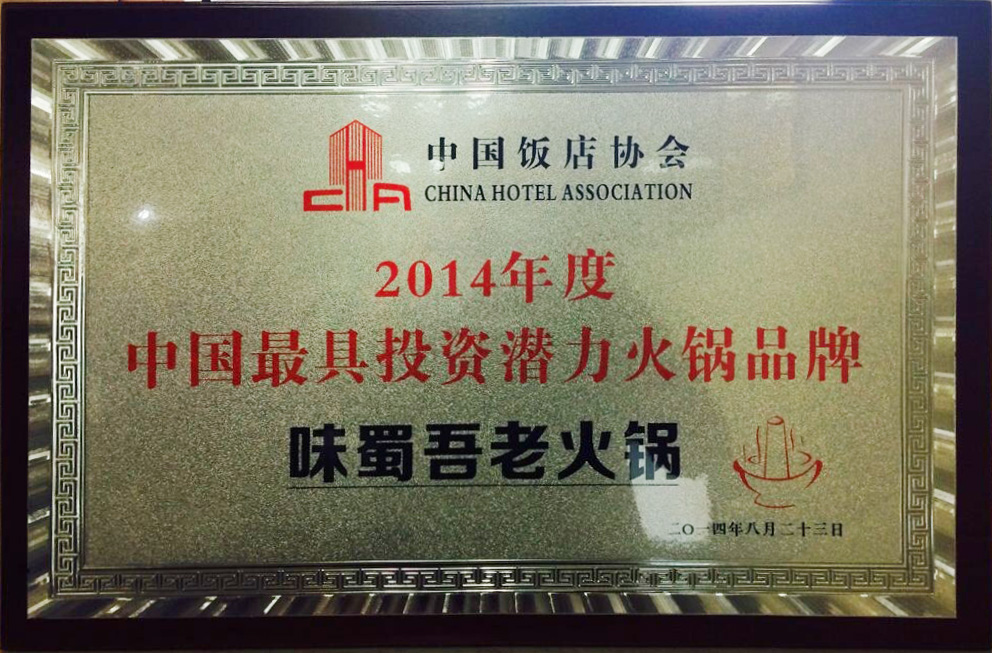 CHA
中国饭店协会
CHINA HOTEL ASSOCIATION
2014年度
中国最具投资潜力火锅品牌
味蜀吾老火锅
二〇一四年八月二十三日